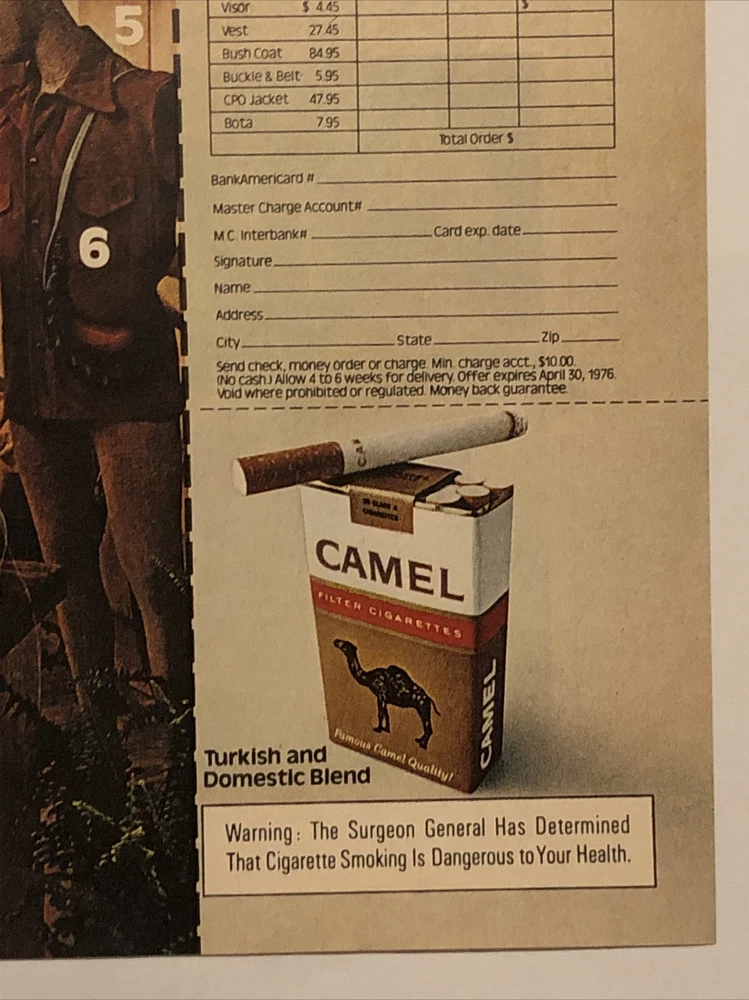 5
Visor $ 4.45 $
Vest 27.45
Bush Coat 84.95
Buckle & Belt 5.95
CPO Jacket 47.95
Bota 7.95
Total Order $
BankAmericard #
Master Charge Account#
6
M.C. Interbank# Card exp. date
Signature
Name
Address
City State Zip
Send check, money order or charge. Min. charge acct., $10.00.
(No cash.) Allow 4 to 6 weeks for delivery. Offer expires April 30, 1976.
Void where prohibited or regulated. Money back guarantee.
20 CLASS A
CIGARETTES
CAMEL
FILTER CIGARETTES
CAMEL
Famous Camel Quality!
Turkish and
Domestic Blend
Warning: The Surgeon General Has Determined
That Cigarette Smoking Is Dangerous to Your Health.